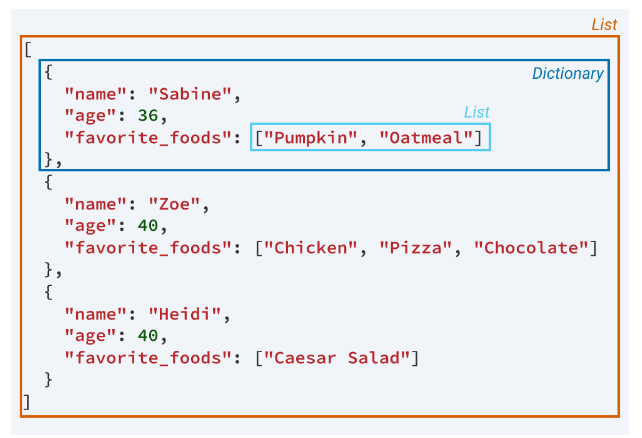 List
[
  {
Dictionary
    "name": "Sabine",
    "age": 36,
List
    "favorite_foods": ["Pumpkin", "Oatmeal"]
  },
  {
    "name": "Zoe",
    "age": 40,
    "favorite_foods": ["Chicken", "Pizza", "Chocolate"]
  },
  {
    "name": "Heidi",
    "age": 40,
    "favorite_foods": ["Caesar Salad"]
  }
]